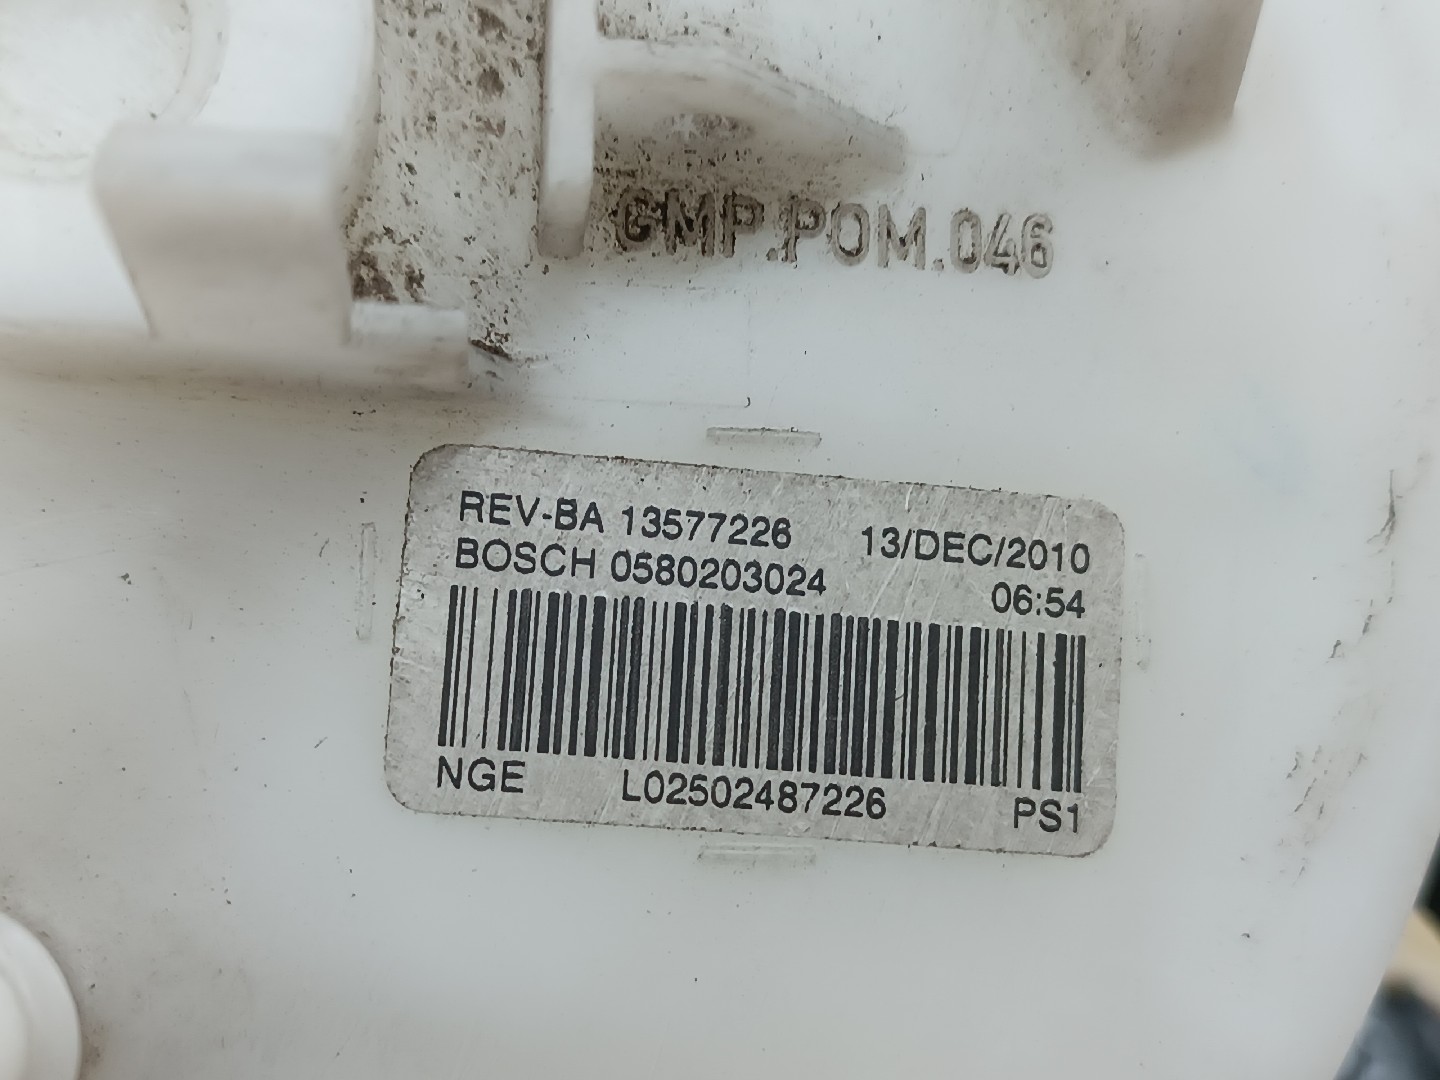 GMP.POM.046
REV-BA 13577226 13/DEC/2010
BOSCH 0580203024 06:54
NGE L02502487226 PS1